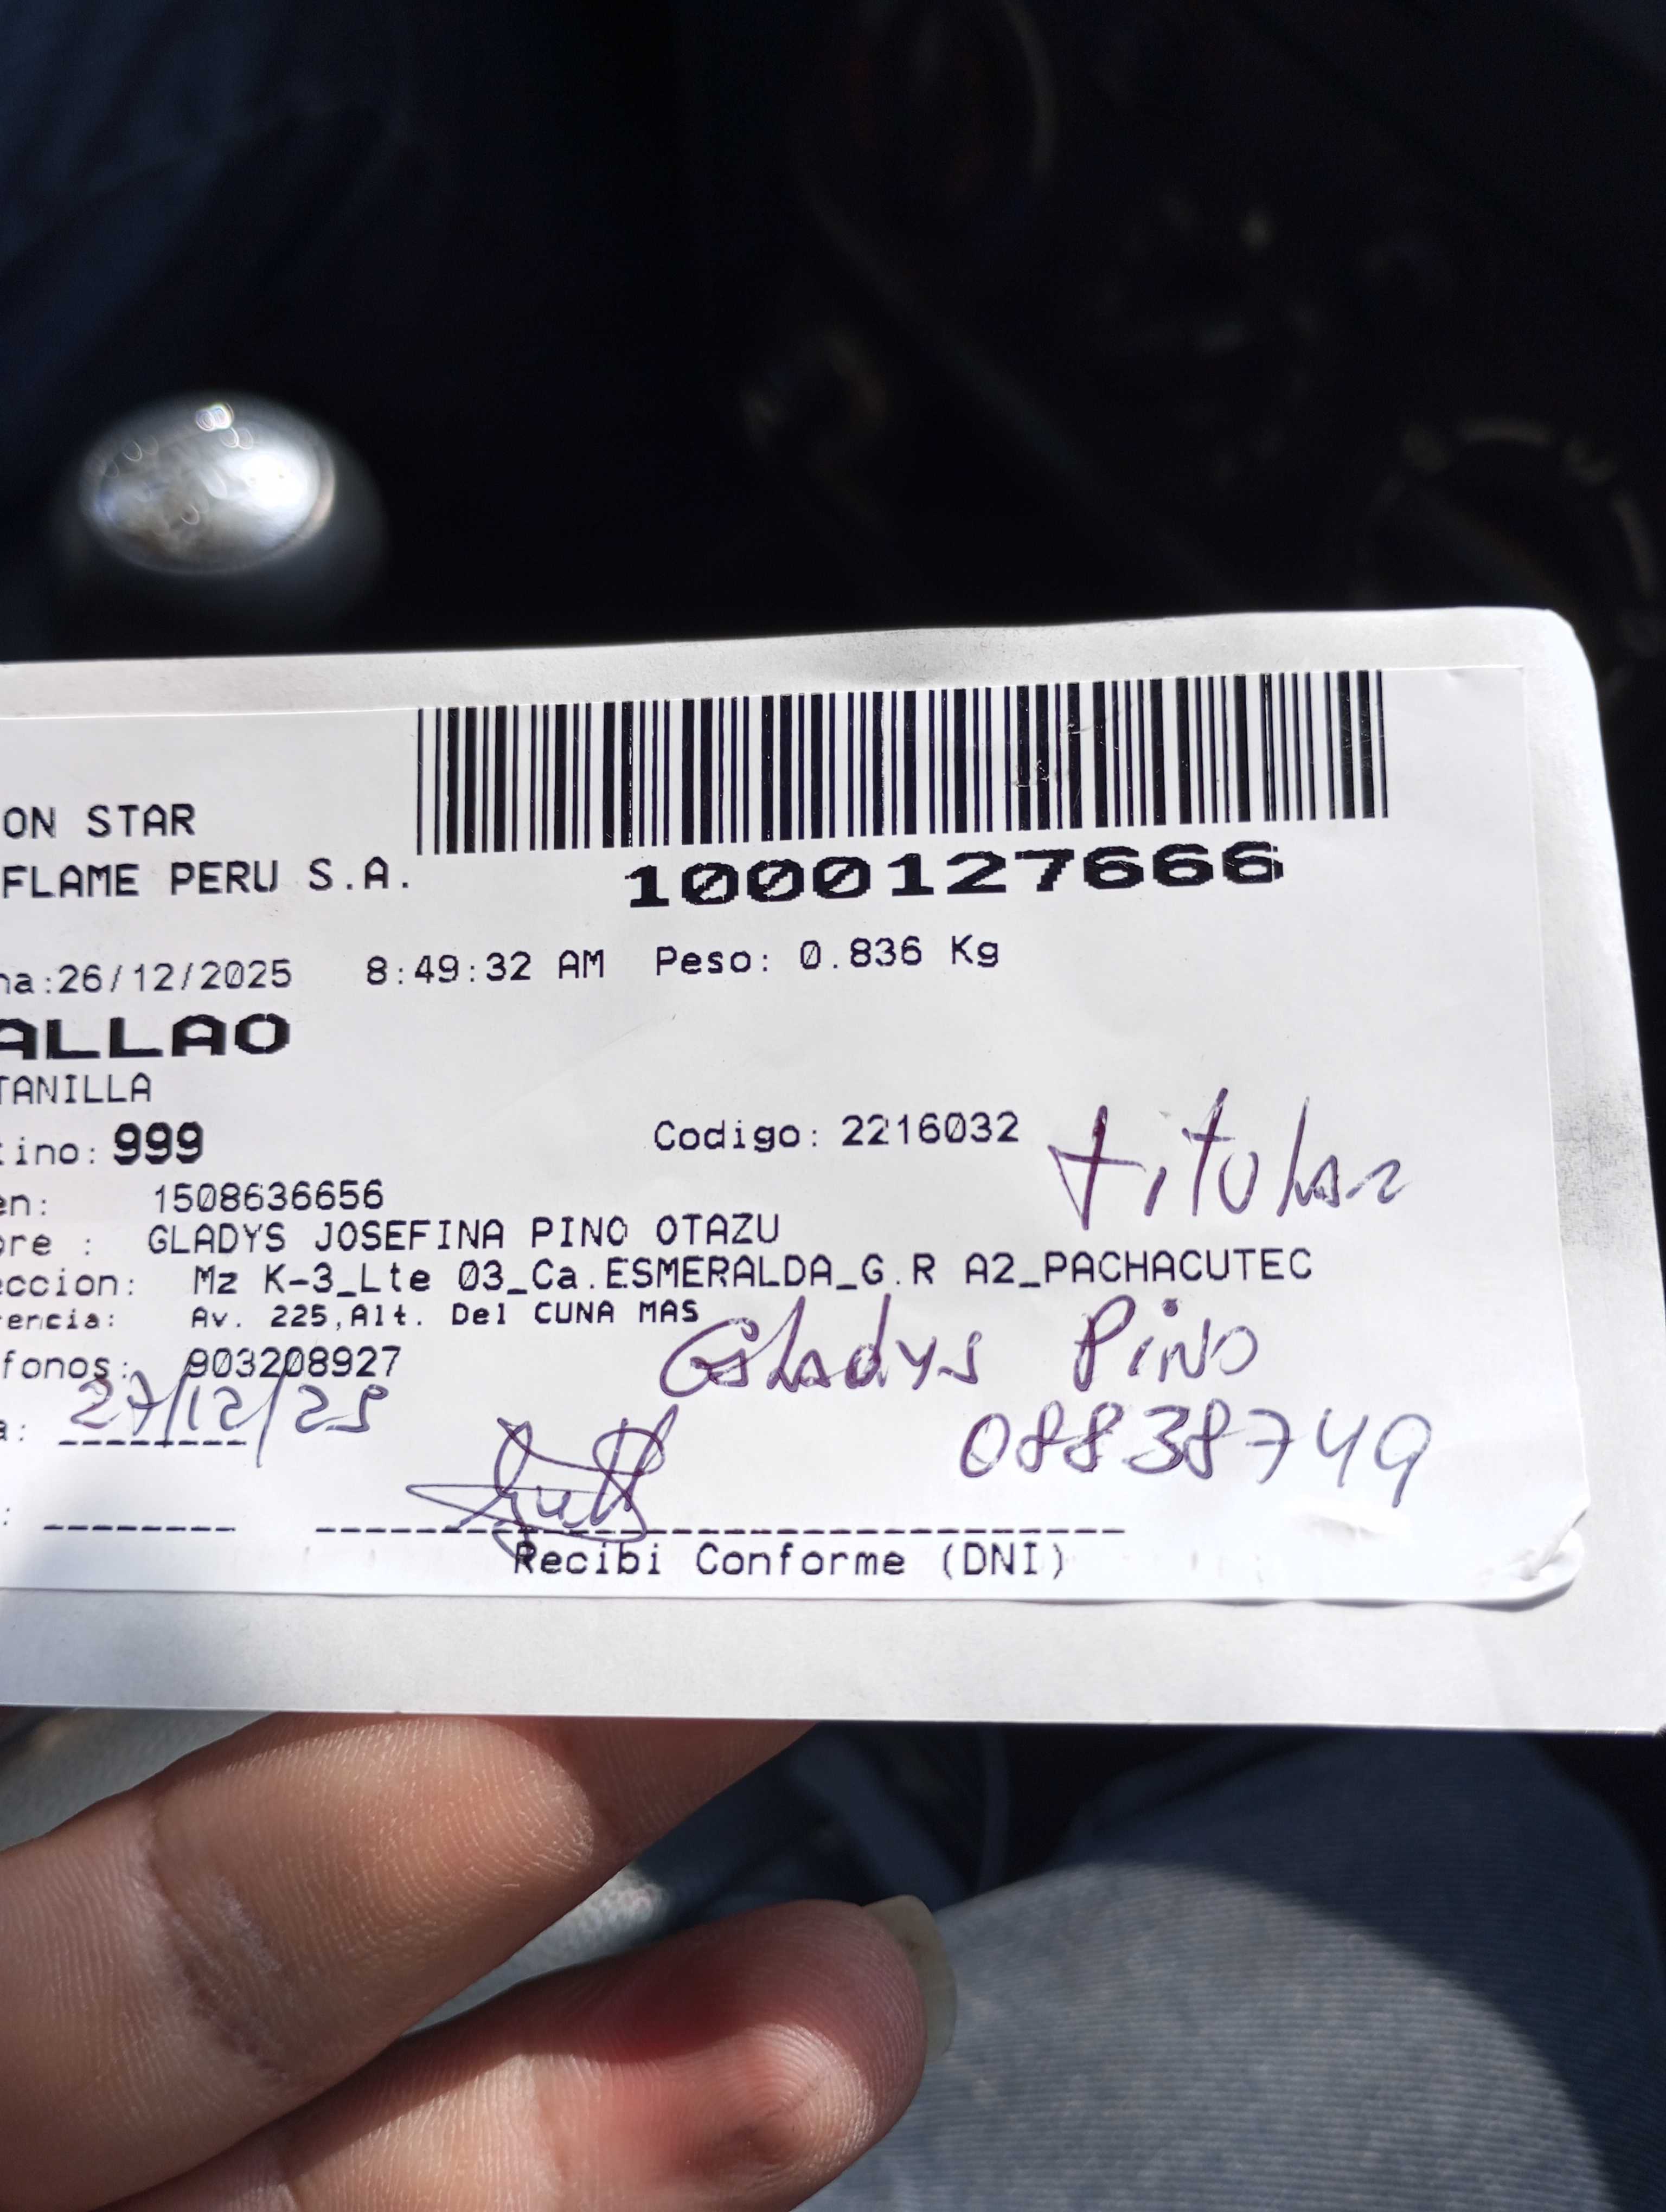 ON STAR
FLAME PERU S.A.
1000127666
na:26/12/2025 8:49:32 AM Peso: 0.836 Kg
ALLAO
TANILLA
tino: 999 Codigo: 2216032 titular
en: 1508636656
bre : GLADYS JOSEFINA PINO OTAZU
eccion: Mz K-3_Lte 03_Ca.ESMERALDA_G.R A2_PACHACUTEC
rencia: Av. 225,Alt. Del CUNA MAS
Gladys Pino
fonos: 903208927
a: 27/12/25
08838749
Recibi Conforme (DNI)